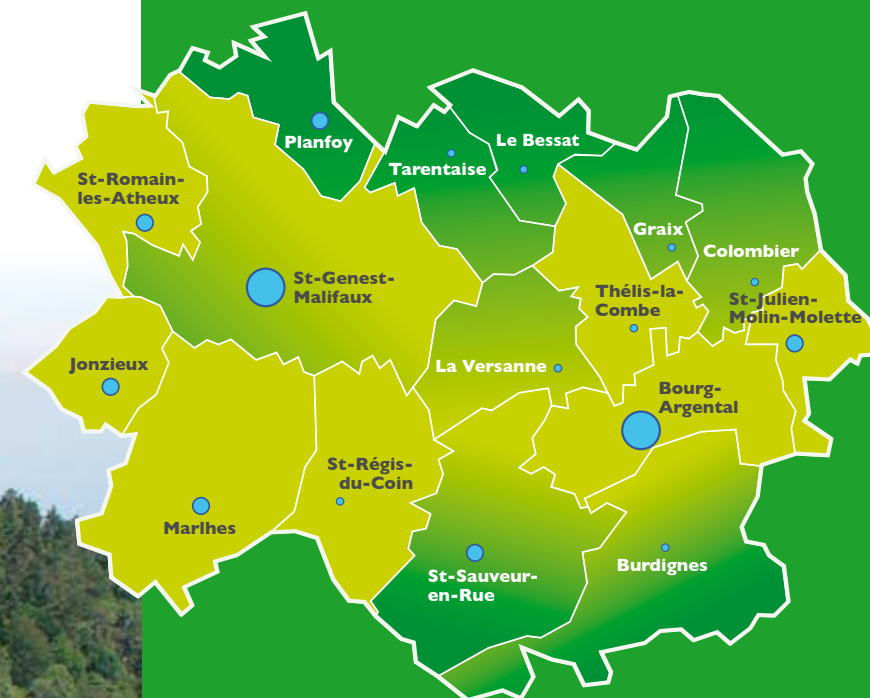 Planfoy
Le Bessat
Tarentaise
St-Romain-
les-Atheux
Graix
Colombier
St-Genest-
Malifaux
Thélis-la-
Combe
St-Julien-
Molin-Molette
Jonzieux
La Versanne
Bourg-
Argental
St-Régis-
du-Coin
Marlhes
St-Sauveur-
en-Rue
Burdignes